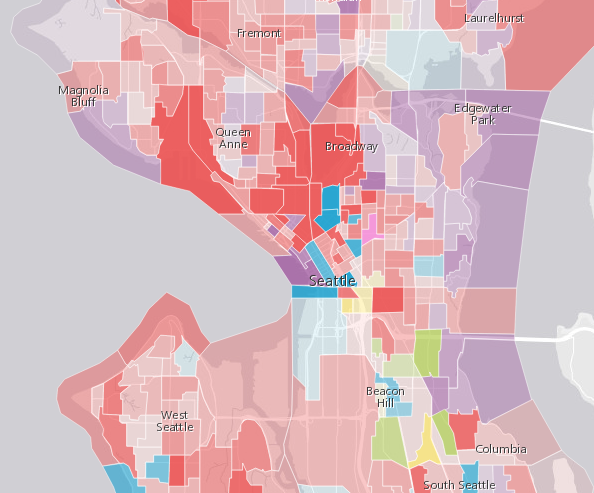 Laurelhurst
Fremont
Magnolia
Bluff
Edgewater
Park
Queen
Anne
Broadway
Seattle
Beacon
Hill
West
Seattle
Columbia
South Seattle